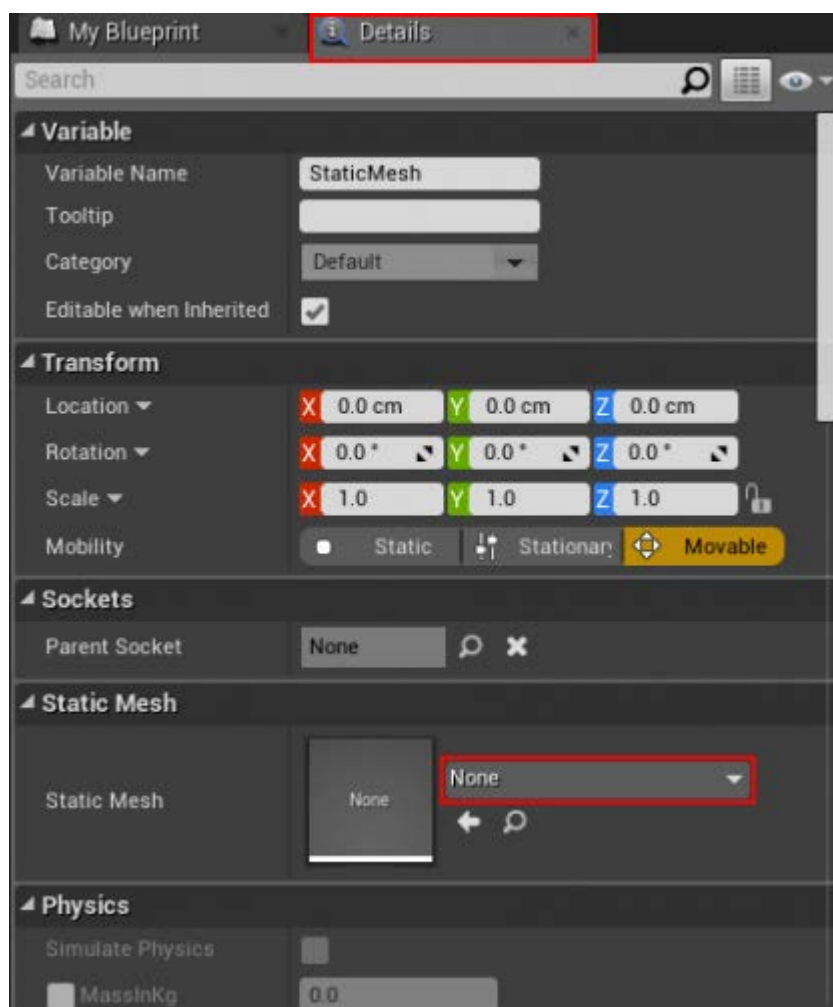 My Blueprint Details
Search
Variable
Variable Name StaticMesh
Tooltip
Category Default
Editable when Inherited
Transform
Location X 0.0 cm Y 0.0 cm Z 0.0 cm
Rotation X 0.0 ° Y 0.0 ° Z 0.0 °
Scale X 1.0 Y 1.0 Z 1.0
Mobility Static Stationary Movable
Sockets
Parent Socket None
Static Mesh
None
Static Mesh None
Physics
Simulate Physics
MassInKg 0.0